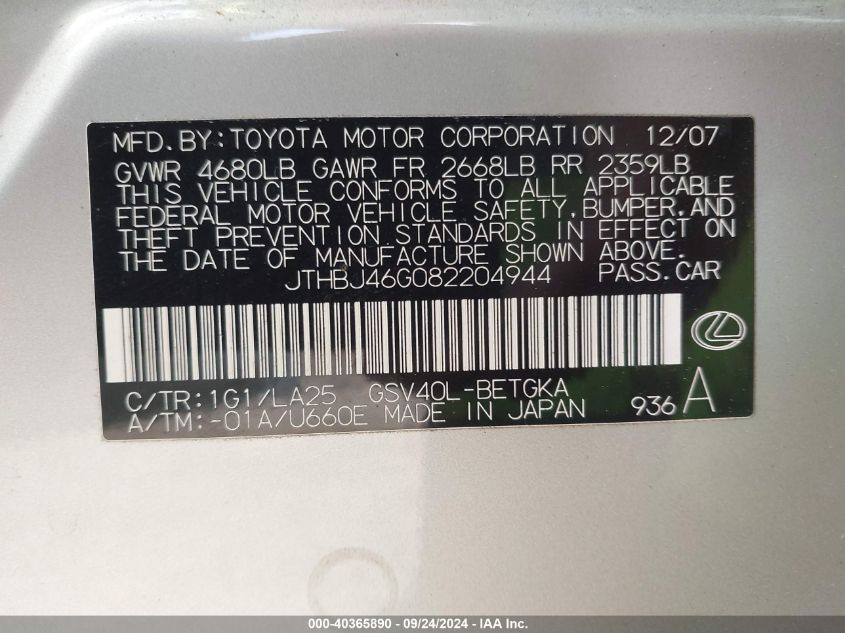 MFD.BY:TOYOTA MOTOR CORPORATION 12/07
GVWR 4680LB GAWR FR 2668LB RR 2359LB
THIS VEHICLE CONFORMS TO ALL APPLICABLE
FEDERAL MOTOR VEHICLE SAFETY,BUMPER,AND
THEFT PREVENTION STANDARDS IN EFFECT ON
THE DATE OF MANUFACTURE SHOWN ABOVE.
JTHBJ46G082204944 PASS.CAR
C/TR:1G1/LA25 GSV40L-BETGKA
A/TM:-01A/U660E MADE IN JAPAN 936 A
000-40365890 - 09/24/2024 - IAA Inc.